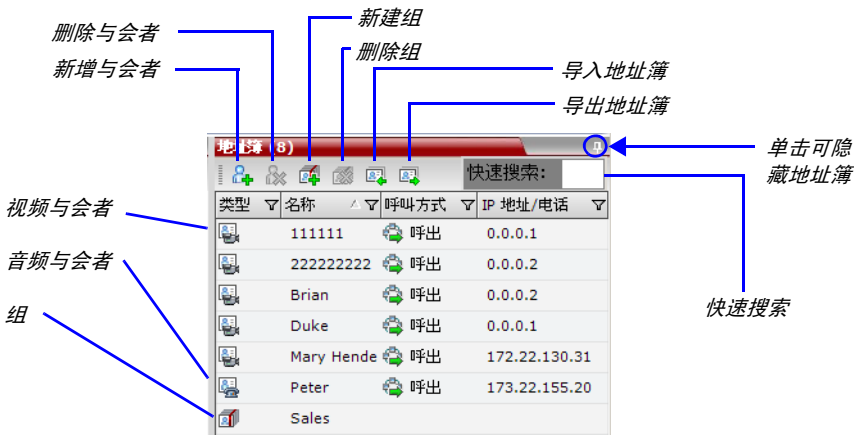 新建组
删除与会者
删除组
新增与会者
导入地址簿
导出地址簿
地址簿 (8)
单击可隐
藏地址簿
快速搜索:
类型 名称 呼叫方式 IP 地址/电话
视频与会者
111111 呼出 0.0.0.1
222222222 呼出 0.0.0.2
音频与会者
Brian 呼出 0.0.0.2
快速搜索
组
Duke 呼出 0.0.0.1
Mary Hende 呼出 172.22.130.31
Peter 呼出 173.22.155.20
Sales